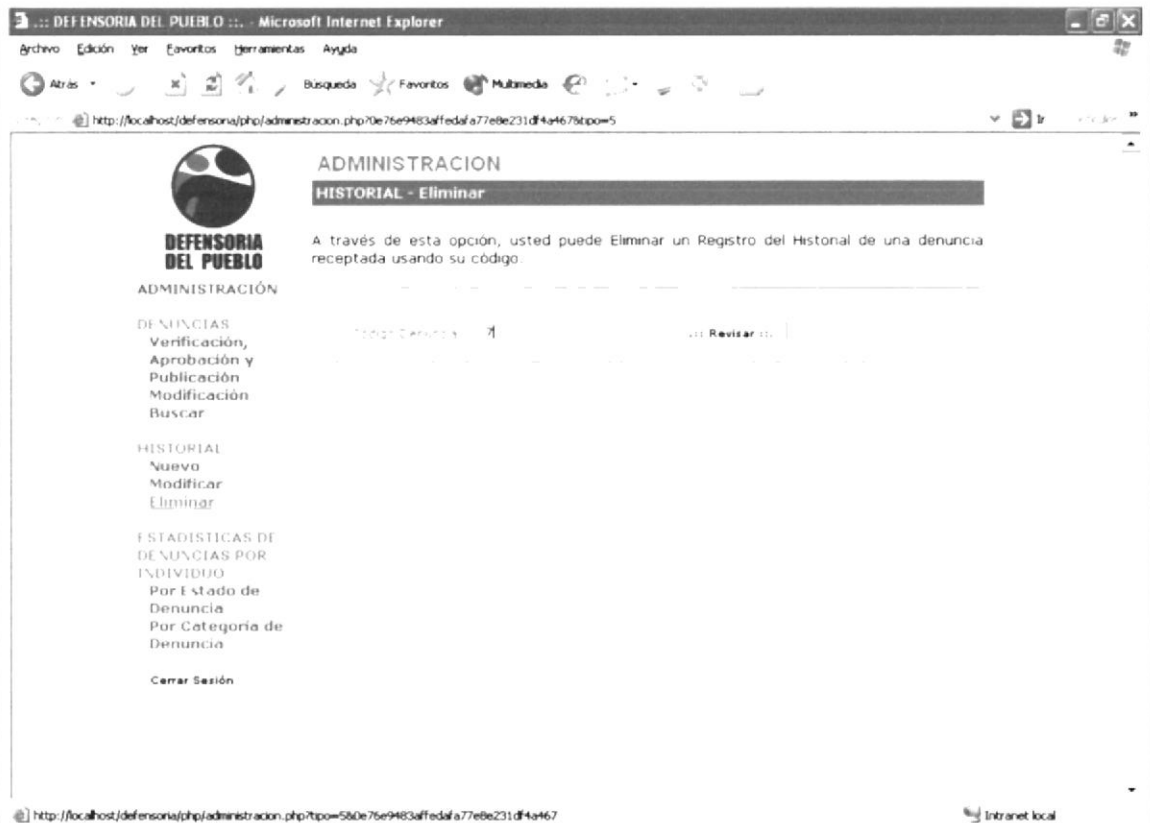 .:: DEFENSORIA DEL PUEBLO ::. - Microsoft Internet Explorer
Archivo Edición Ver Favoritos Herramientas Ayuda
Atrás Búsqueda Favoritos Multimedia
http://localhost/defensoria/php/administracion.php?0e76e9483affedafa77e8e231df4a467&tipo=5 Ir
DEFENSORIA
DEL PUEBLO
ADMINISTRACION
HISTORIAL - Eliminar
A través de esta opción, usted puede Eliminar un Registro del Historial de una denuncia
receptada usando su código.
Código Denuncia 7 .::: Revisar :::.
ADMINISTRACIÓN
DENUNCIAS
Verificación,
Aprobación y
Publicación
Modificación
Buscar
HISTORIAL
Nuevo
Modificar
Eliminar
ESTADISTICAS DE
DENUNCIAS POR
INDIVIDUO
Por Estado de
Denuncia
Por Categoría de
Denuncia
Cerrar Sesión
http://localhost/defensoria/php/administracion.php?tipo=5&0e76e9483affedafa77e8e231df4a467 Intranet local